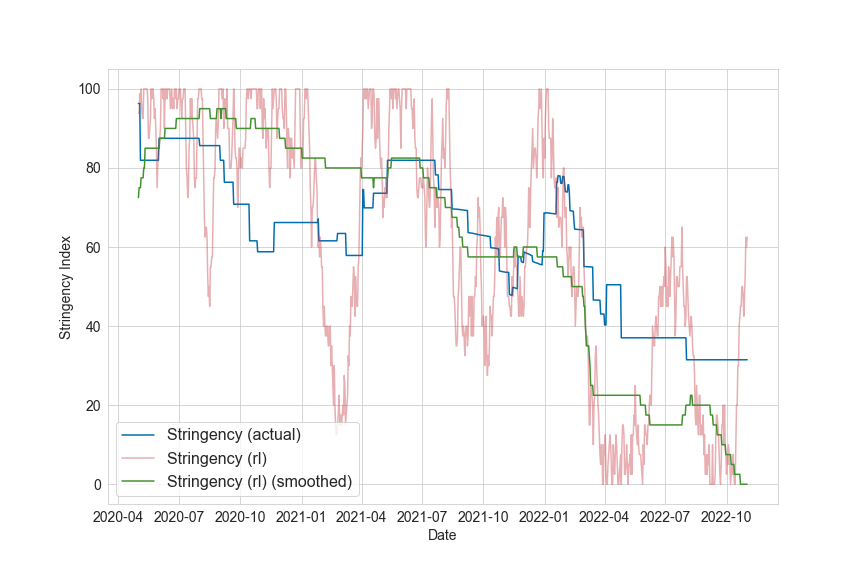 100
80
60
40
20
0
Stringency Index
Stringency (actual)
Stringency (rl)
Stringency (rl) (smoothed)
2020-04 2020-07 2020-10 2021-01 2021-04 2021-07 2021-10 2022-01 2022-04 2022-07 2022-10
Date